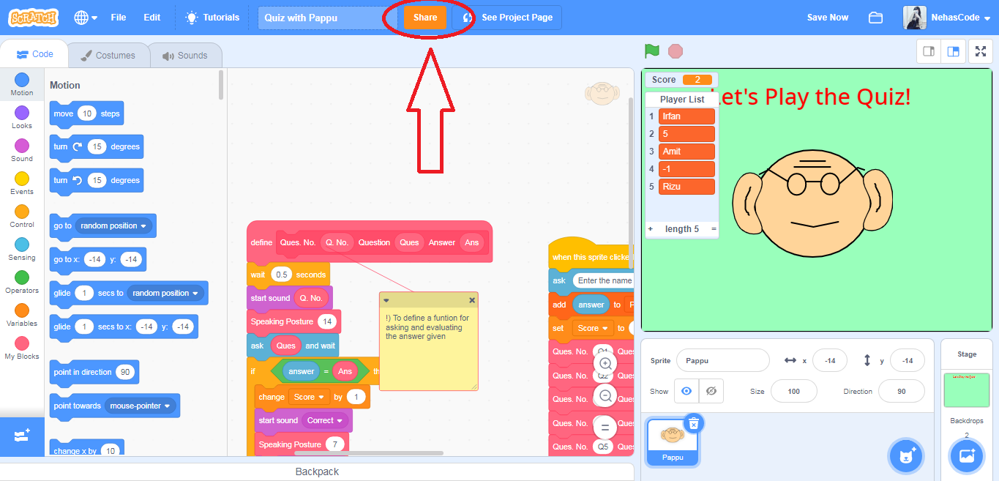 SCRATCH File Edit Tutorials Quiz with Pappu Share See Project Page Save Now NehasCode
Code Costumes Sounds
Motion
Looks
Sound
Events
Control
Sensing
Operators
Variables
My Blocks
Motion
move 10 steps
turn 15 degrees
turn 15 degrees
go to random position
go to x: -14 y: -14
glide 1 secs to random position
glide 1 secs to x: -14 y: -14
point in direction 90
point towards mouse-pointer
change x by 10
define Ques. No. Q. No. Question Ques Answer Ans
wait 0.5 seconds
start sound Q. No.
Speaking Posture 14
ask Ques and wait
if answer = Ans th
change Score by 1
start sound Correct
Speaking Posture 7
!) To define a funtion for
asking and evaluating
the answer given
when this sprite clicked
ask Enter the name
add answer to P
set Score to
Ques. No. Q1 Ques
Ques. No. Q2 Ques
Ques. No. Ques
Ques. No. Ques
Ques. No. Q5 Ques
Backpack
Score 2
Let's Play the Quiz!
Player List
1 Irfan
2 5
3 Amit
4 -1
5 Rizu
+ length 5 =
Sprite Pappu x -14 y -14
Show Size 100 Direction 90
Pappu
Stage
Backdrops
2